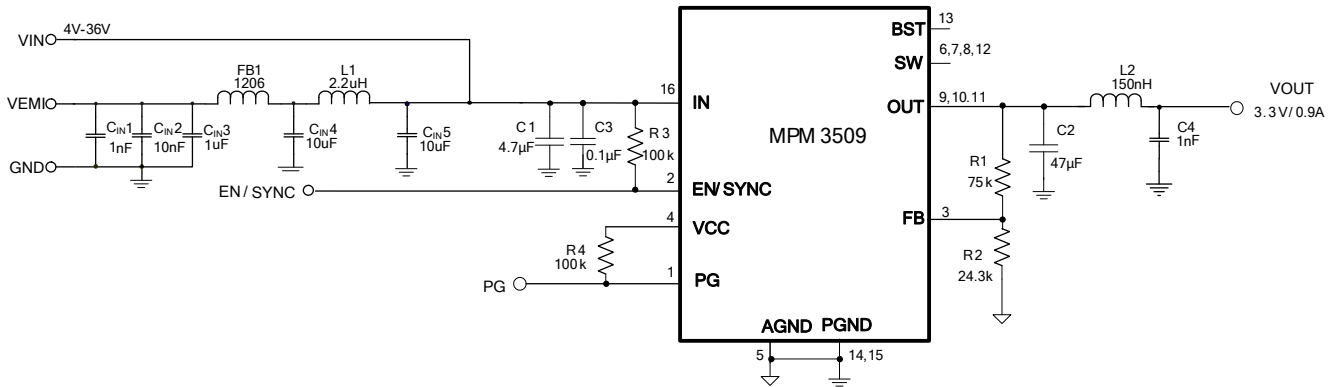 VIN
4V-36V
VEMI
GND
FB1
1206
L1
2.2uH
CIN1
1nF
CIN2
10nF
CIN3
1uF
CIN4
10uF
CIN5
10uF
C1
4.7µF
C3
0.1µF
R3
100k
EN/SYNC
R4
100k
PG
16
IN
2
EN/SYNC
4
VCC
1
PG
MPM3509
BST
13
SW
6,7,8,12
OUT
9,10.11
FB
3
AGND
PGND
5
14,15
R1
75k
R2
24.3k
C2
47µF
L2
150nH
C4
1nF
VOUT
3.3V/0.9A